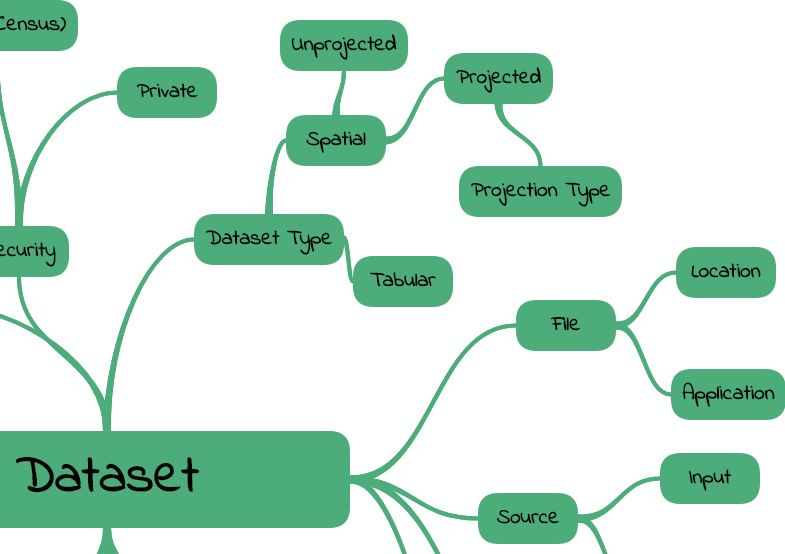 Census)
Unprojected
Projected
Private
Spatial
Projection Type
ecurity
Dataset Type
Tabular
Location
File
Application
Dataset
Input
Source